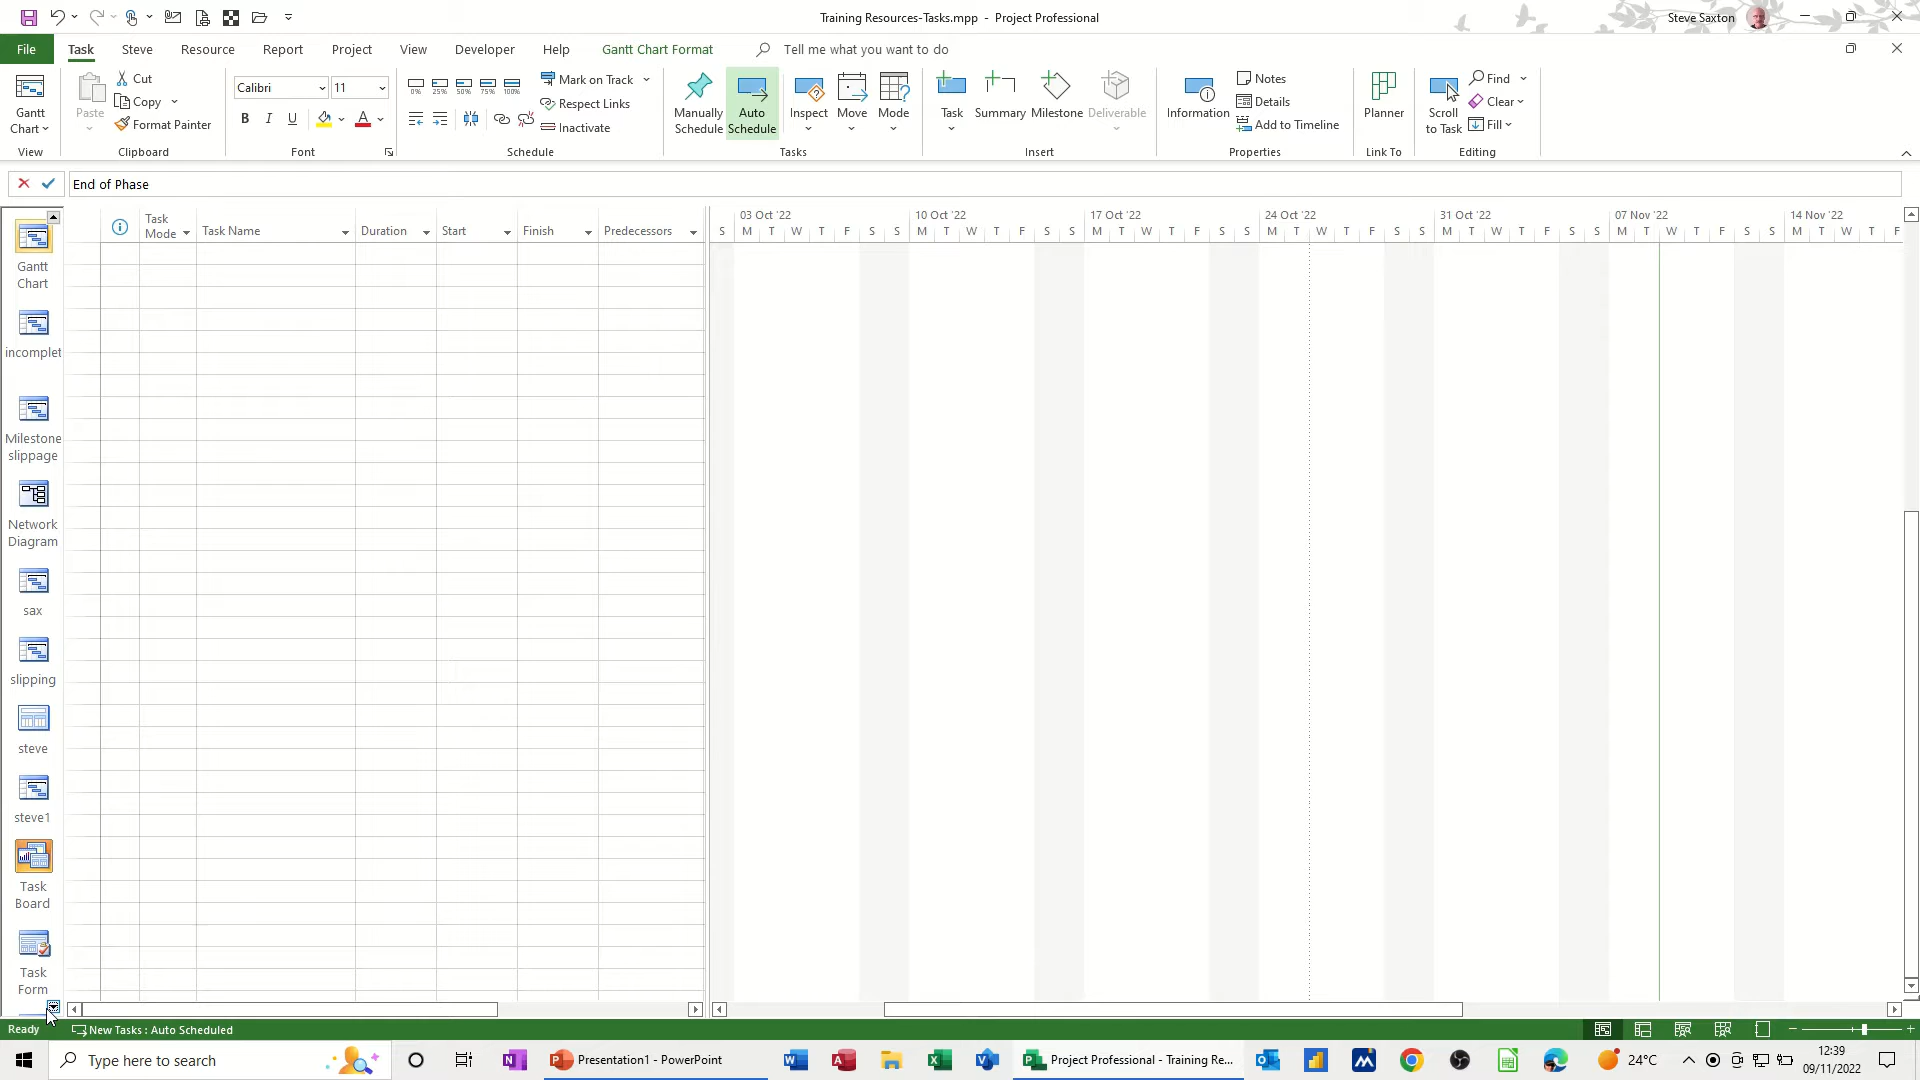 Training Resources-Tasks.mpp - Project Professional
Steve Saxton
File Task Steve Resource Report Project View Developer Help Gantt Chart Format Tell me what you want to do
Gantt Chart
View
Paste
Cut
Copy
Format Painter
Clipboard
Calibri 11
B I U A
Font
0% 25% 50% 75% 100%
Mark on Track
Respect Links
Inactivate
Schedule
Manually Schedule
Auto Schedule
Inspect
Move
Mode
Tasks
Task
Summary
Milestone
Deliverable
Insert
Information
Notes
Details
Add to Timeline
Properties
Planner
Link To
Scroll to Task
Find
Clear
Fill
Editing
End of Phase
Task Mode Task Name Duration Start Finish Predecessors
03 Oct '22 10 Oct '22 17 Oct '22 24 Oct '22 31 Oct '22 07 Nov '22 14 Nov '22
S M T W T F S S M T W T F S S M T W T F S S M T W T F S S M T W T F S S M T W T F S S M T W T F
Gantt
Chart
incomplet
Milestone
slippage
Network
Diagram
sax
slipping
steve
steve1
Task
Board
Task
Form
Ready New Tasks : Auto Scheduled
Type here to search
Presentation1 - PowerPoint
Project Professional - Training Re...
24°C
12:39
09/11/2022